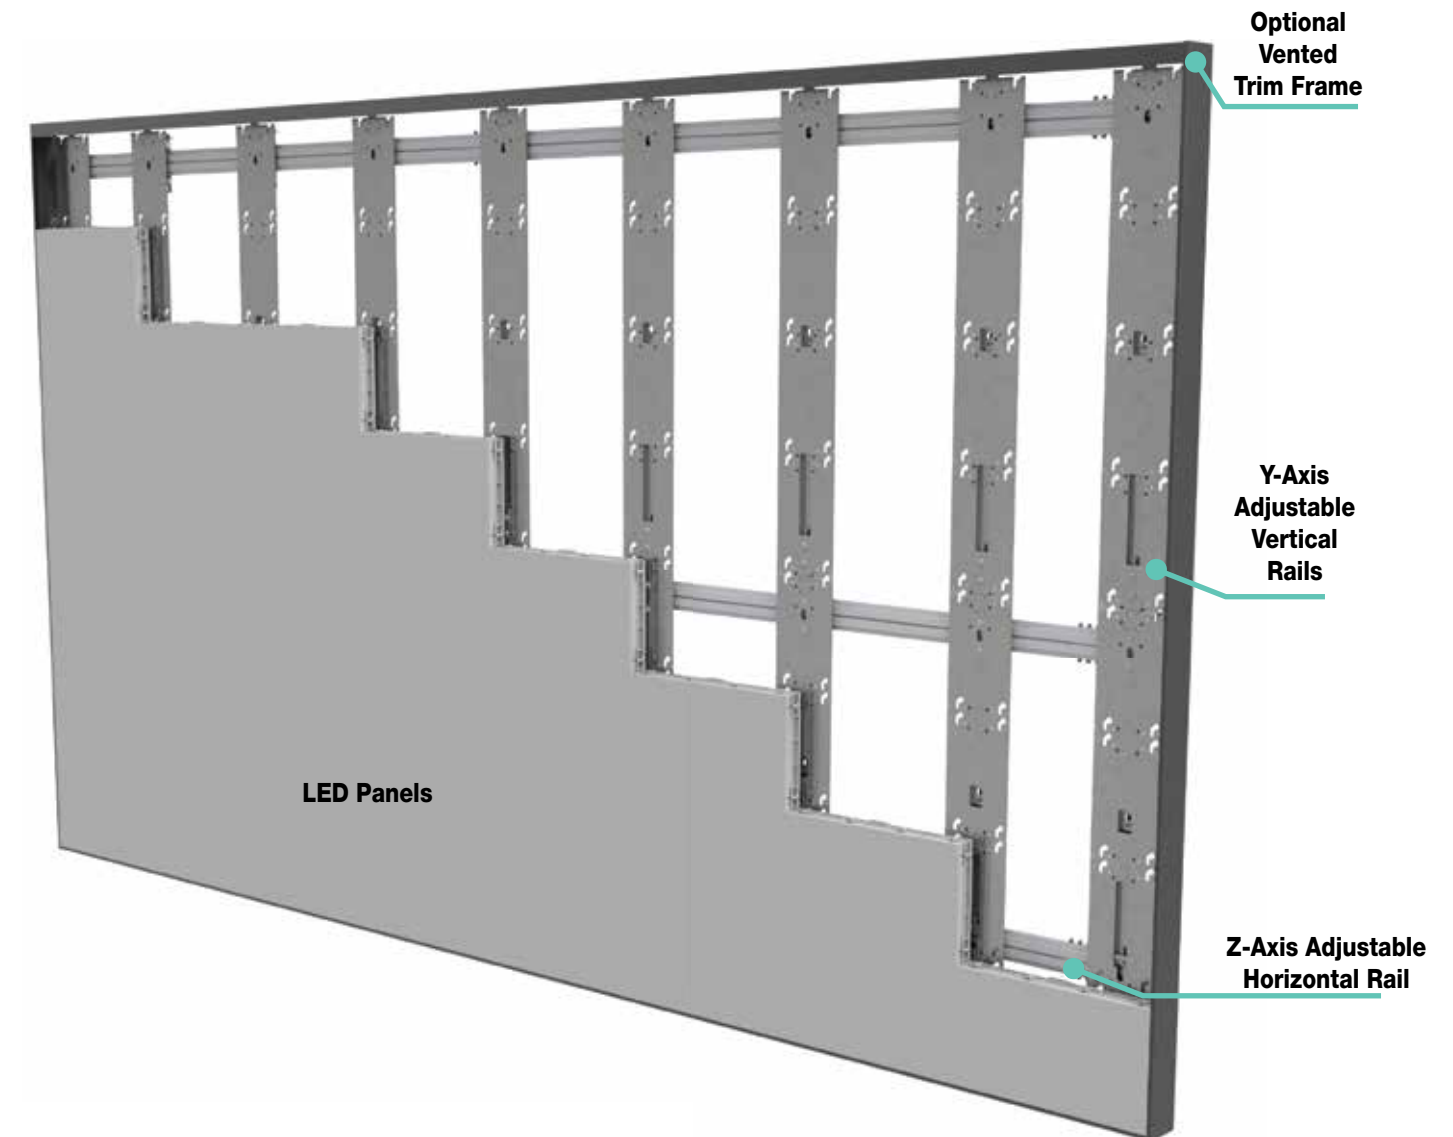 Optional
Vented
Trim Frame
Y-Axis
Adjustable
Vertical
Rails
LED Panels
Z-Axis Adjustable
Horizontal Rail